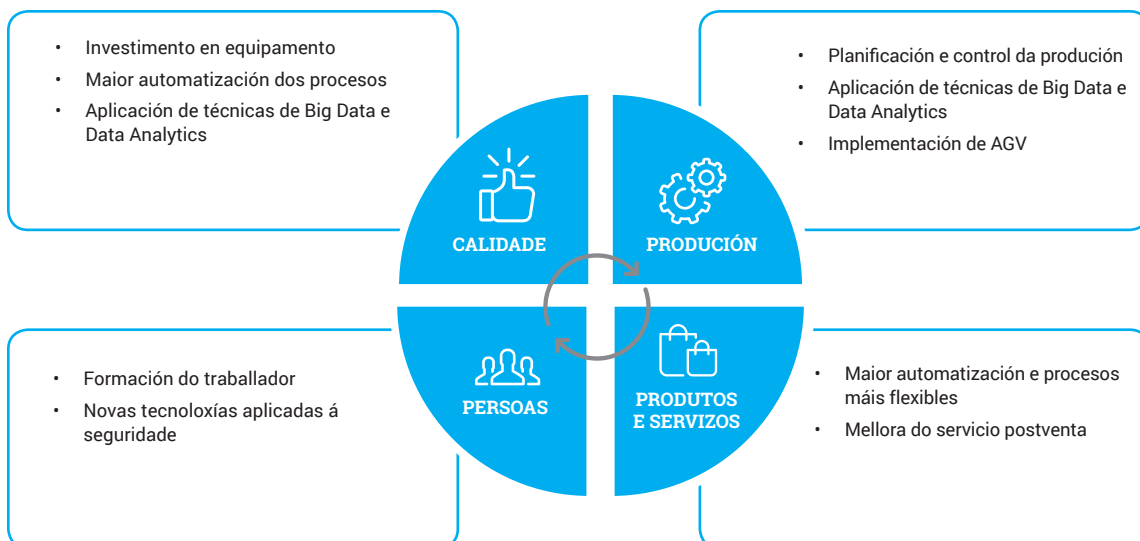 • Investimento en equipamento
• Maior automatización dos procesos
• Aplicación de técnicas de Big Data e
Data Analytics
• Planificación e control da produción
• Aplicación de técnicas de Big Data e
Data Analytics
• Implementación de AGV
CALIDADE
PRODUCIÓN
• Formación do traballador
• Novas tecnoloxías aplicadas á
seguridade
PERSOAS
PRODUTOS
E SERVIZOS
• Maior automatización e procesos
máis flexibles
• Mellora do servicio postventa